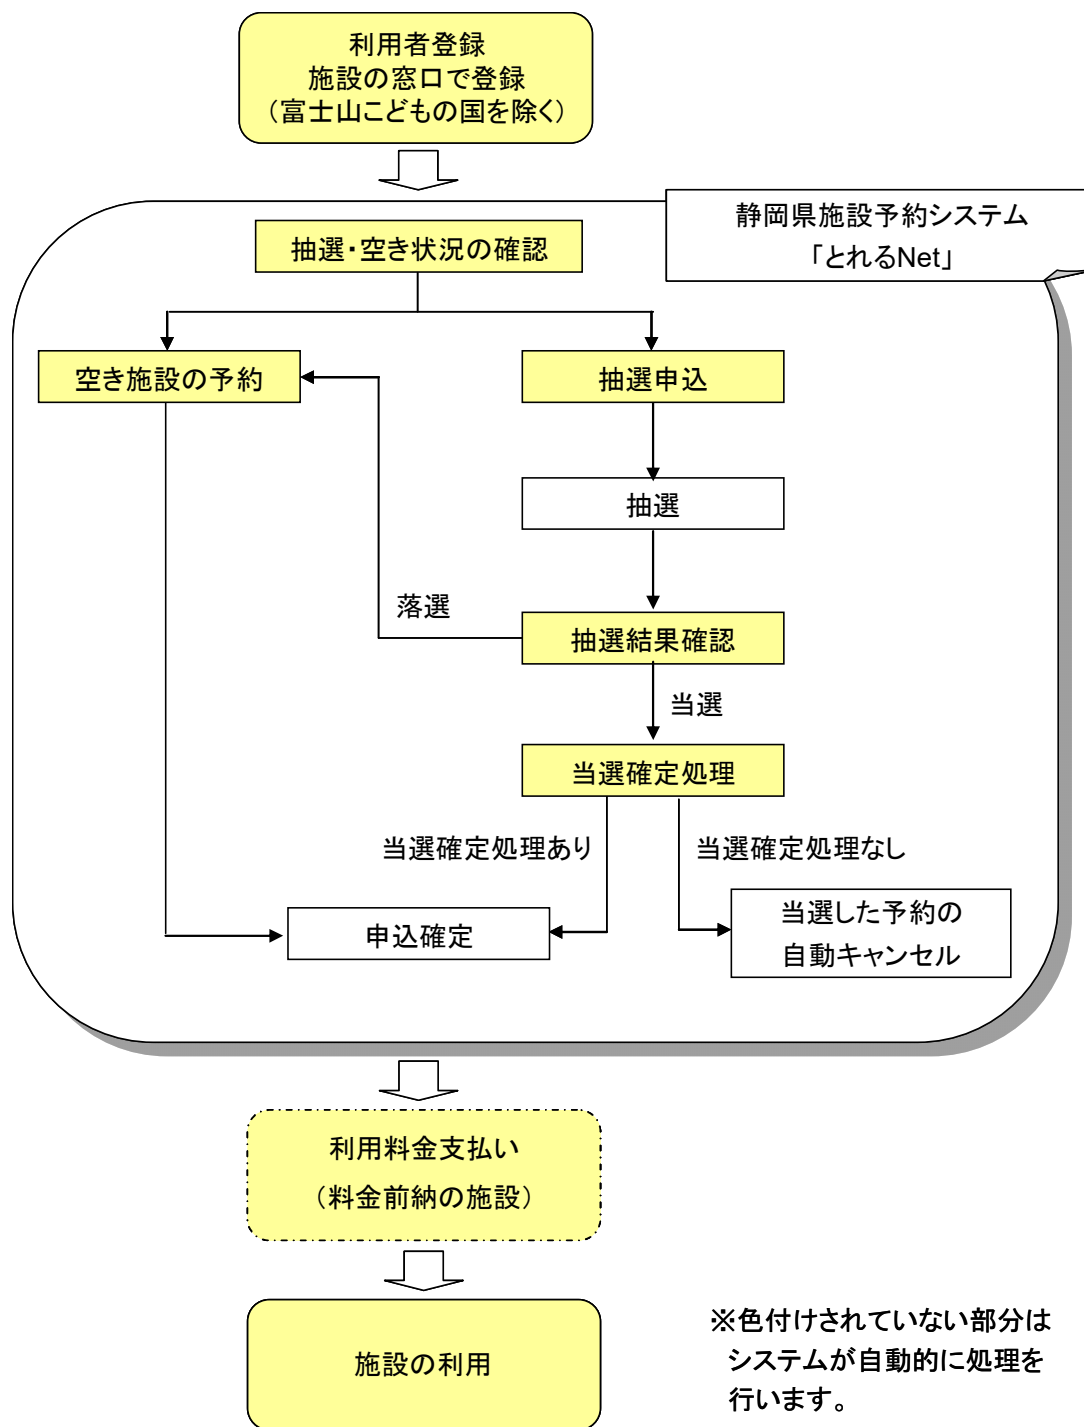 利用者登録
施設の窓口で登録
（富士山こどもの国を除く）
静岡県施設予約システム
「とれるNet」
抽選・空き状況の確認
空き施設の予約
抽選申込
抽選
落選
抽選結果確認
当選
当選確定処理
当選確定処理あり
当選確定処理なし
申込確定
当選した予約の
自動キャンセル
利用料金支払い
（料金前納の施設）
施設の利用
※色付けされていない部分は
システムが自動的に処理を
行います。